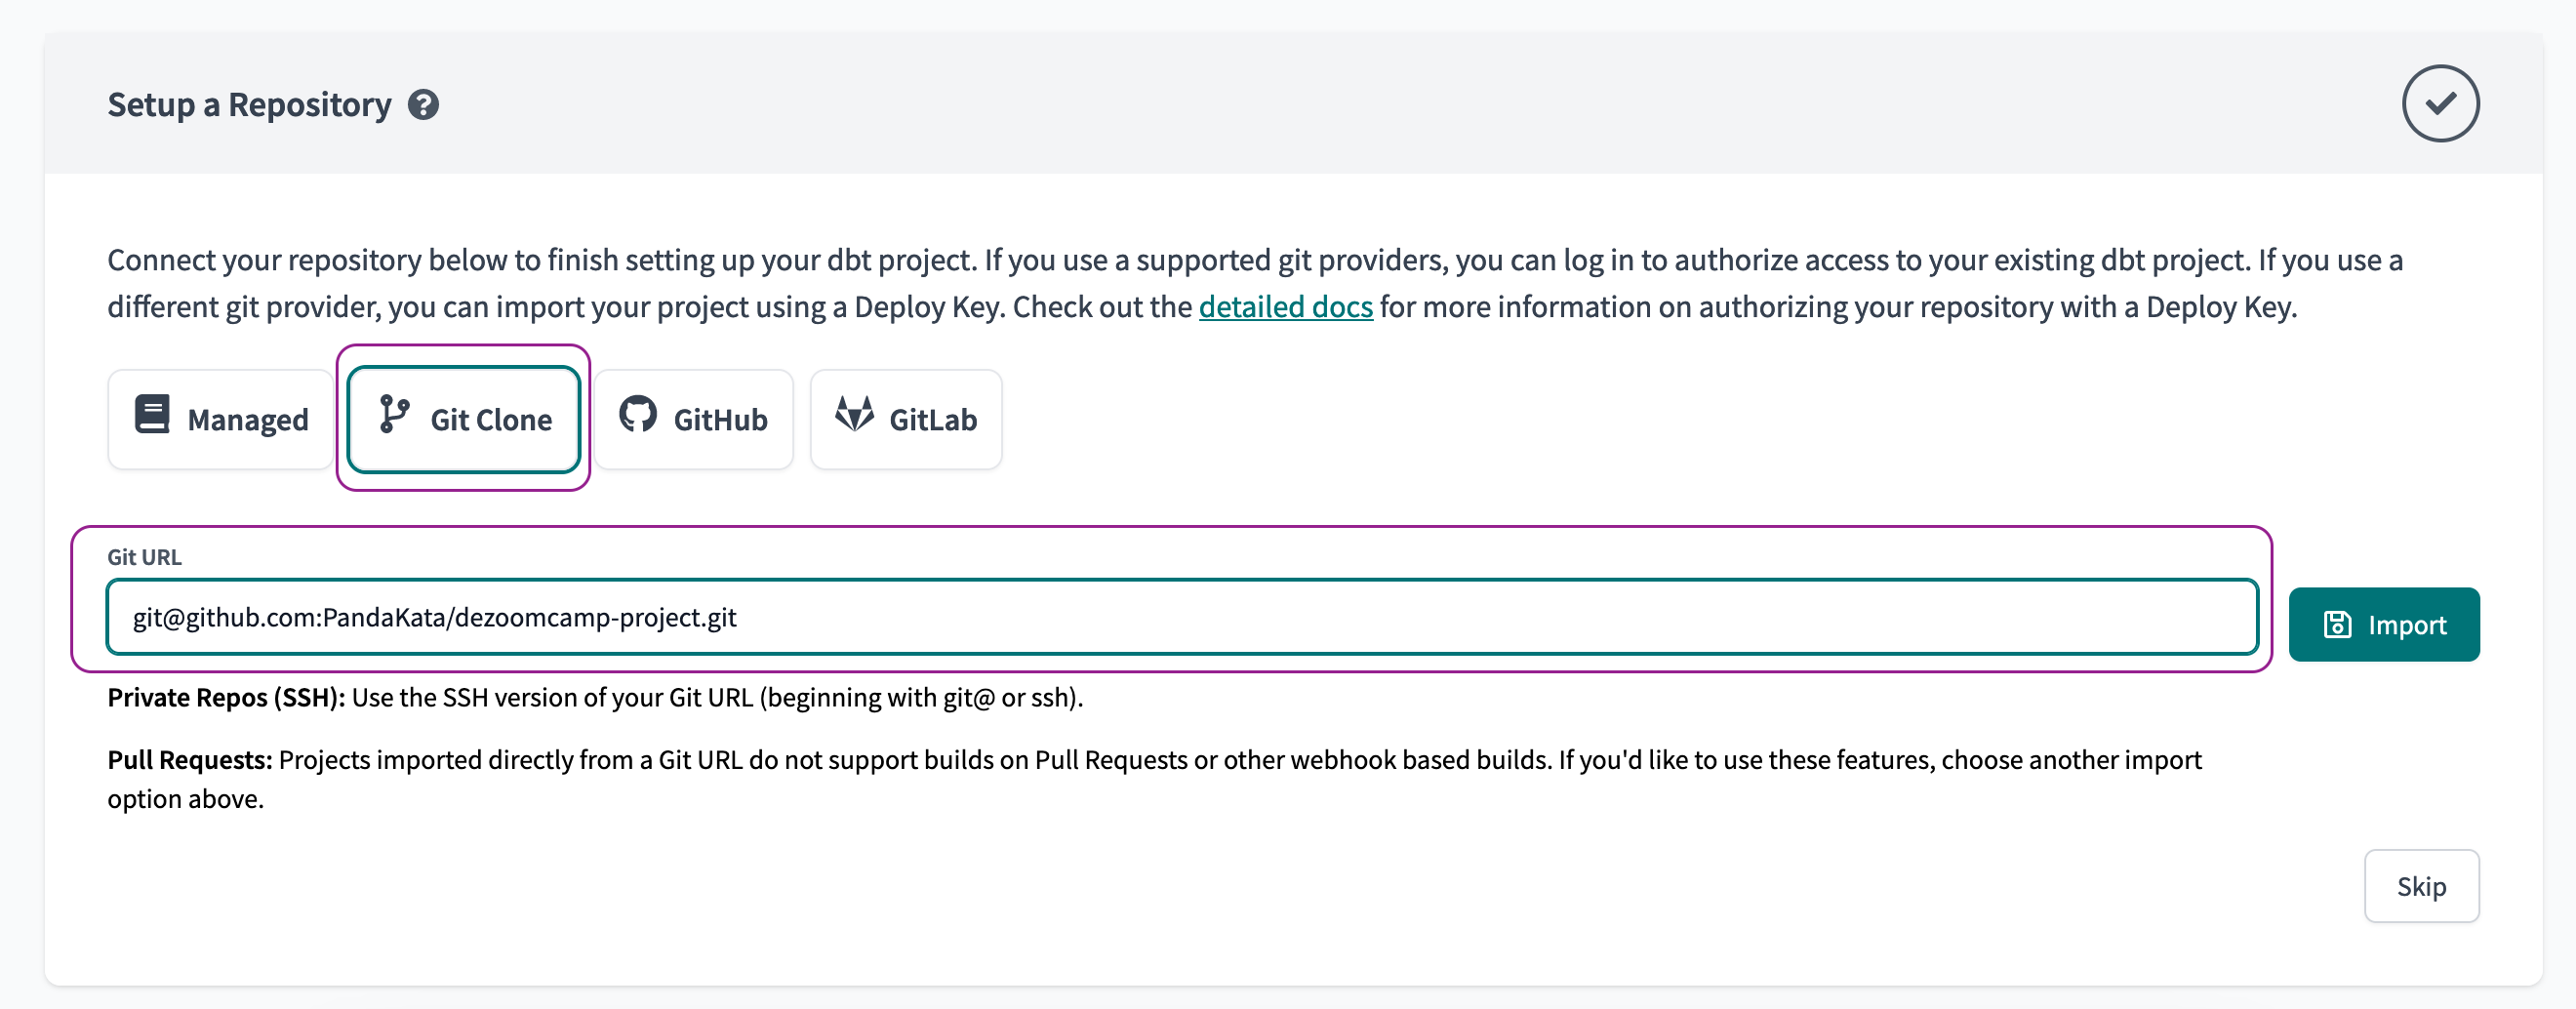 Setup a Repository
Connect your repository below to finish setting up your dbt project. If you use a supported git providers, you can log in to authorize access to your existing dbt project. If you use a
different git provider, you can import your project using a Deploy Key. Check out the detailed docs for more information on authorizing your repository with a Deploy Key.
Managed Git Clone GitHub GitLab
Git URL
git@github.com:PandaKata/dezoomcamp-project.git
Import
Private Repos (SSH): Use the SSH version of your Git URL (beginning with git@ or ssh).
Pull Requests: Projects imported directly from a Git URL do not support builds on Pull Requests or other webhook based builds. If you'd like to use these features, choose another import
option above.
Skip